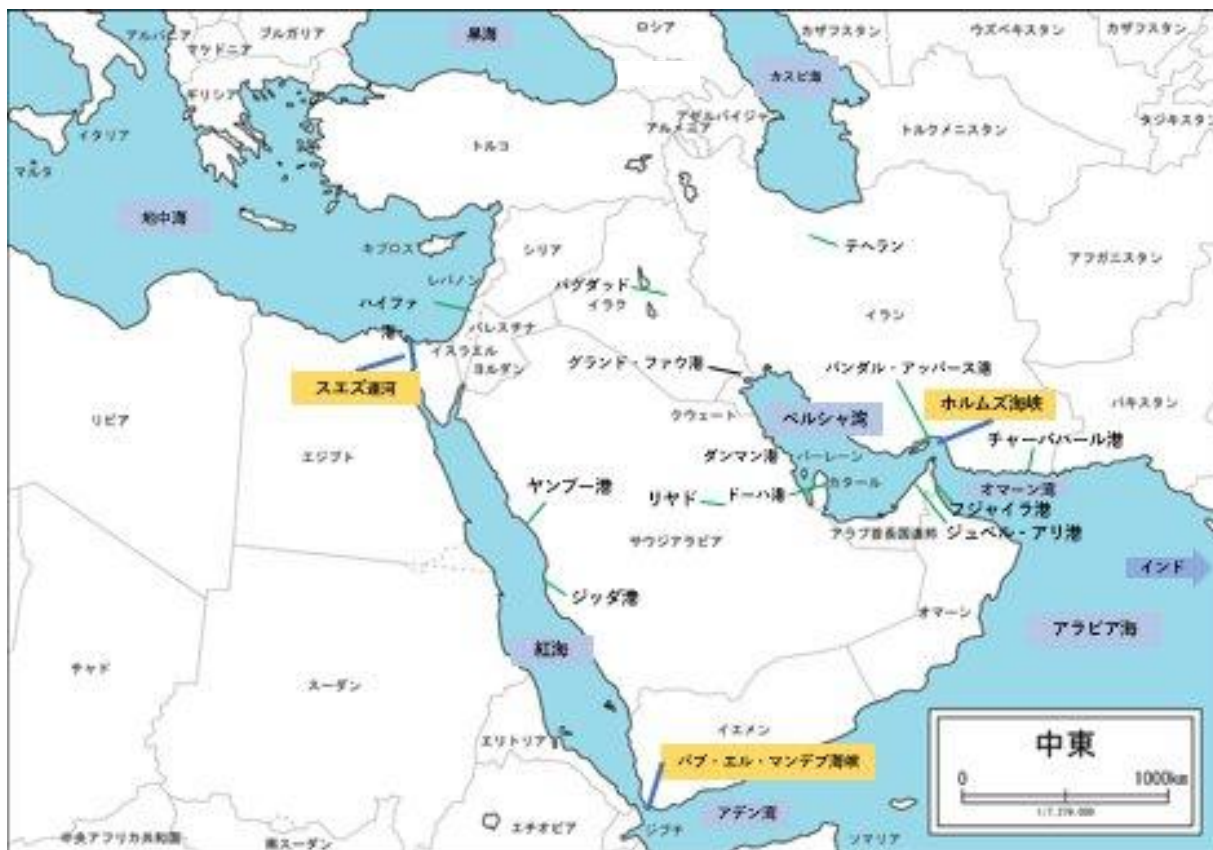 アルバニア
ブルガリア
黒海
ロシア
カザフスタン
ウズベキスタン
カザフスタン
マケドニア
カスピ海
ギリシア
アゼルバイジャ
アルメニア
トルクメニスタン
タジキスタン
イタリア
マルタ
トルコ
地中海
キプロス
シリア
テヘラン
アフガニスタン
レバノン
バグダッド
イラク
ハイファ
港
パレスチナ
イスラエル
ヨルダン
イラン
グランド・ファウ港
バンダル・アッバース港
スエズ運河
ホルムズ海峡
パキスタン
クウェート
ペルシャ湾
リビア
エジプト
チャーバハール港
ダンマン港
バーレーン
カタール
オマーン湾
ヤンブー港
リヤド
ドーハ港
フジャイラ港
アラブ首長国連邦
ジュベル・アリ港
サウジアラビア
インド
ジッダ港
オマーン
アラビア海
紅海
チャド
スーダン
イエメン
エリトリア
バブ・エル・マンデブ海峡
中東
0 1000km
アデン湾
ジブチ
エチオピア
ソマリア
中央アフリカ共和国
南スーダン